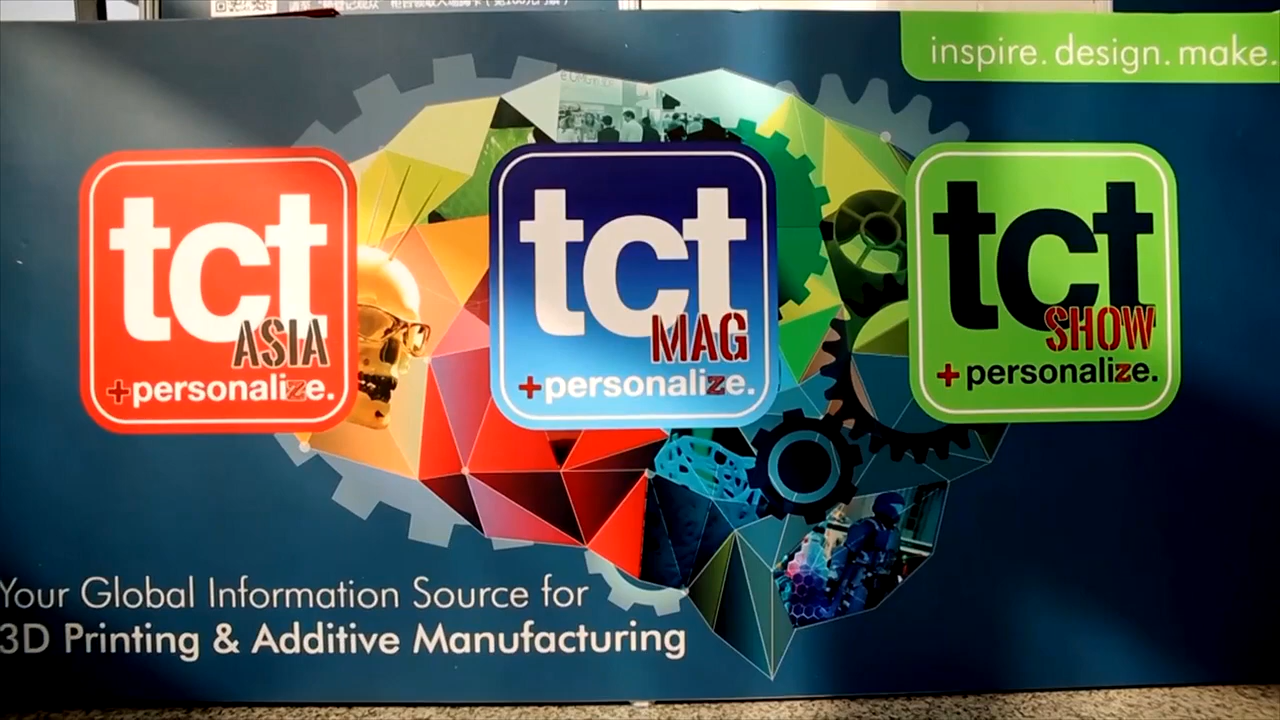 inspire. design. make.
tct
ASIA
+personalize.
tct
MAG
+personalize.
tct
SHOW
+personalize.
Your Global Information Source for
3D Printing & Additive Manufacturing